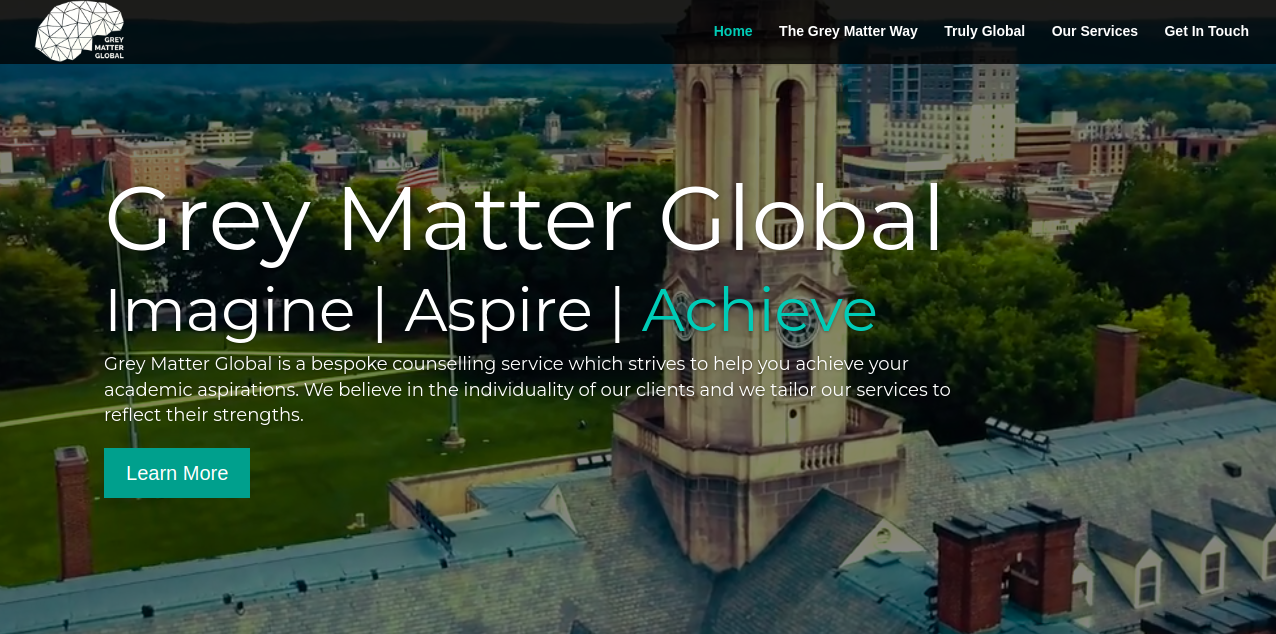 GREY
MATTER
GLOBAL
Home The Grey Matter Way Truly Global Our Services Get In Touch
Grey Matter Global
Imagine | Aspire | Achieve
Grey Matter Global is a bespoke counselling service which strives to help you achieve your
academic aspirations. We believe in the individuality of our clients and we tailor our services to
reflect their strengths.
Learn More